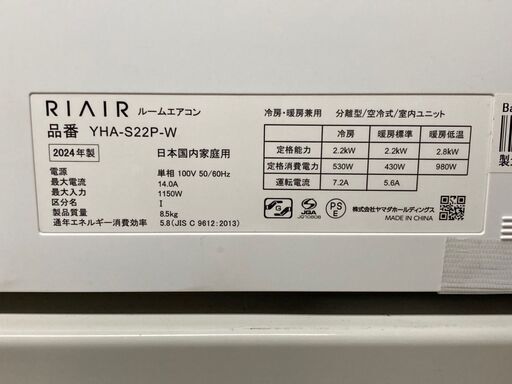 RIAIR ルームエアコン
品番 YHA-S22P-W
2024年製 日本国内家庭用
電源 単相 100V 50/60Hz
最大電流 14.0A
最大入力 1150W
区分名 I
製品質量 8.5kg
通年エネルギー消費効率 5.8(JIS C 9612:2013)
冷房・暖房兼用 分離型/空冷式/室内ユニット
冷房 暖房標準 暖房低温
定格能力 2.2kW 2.2kW 2.8kW
定格消費電力 530W 430W 980W
運転電流 7.2A 5.6A
G JQA PS E
株式会社ヤマダホールディングス
MADE IN CHINA
Ba
製